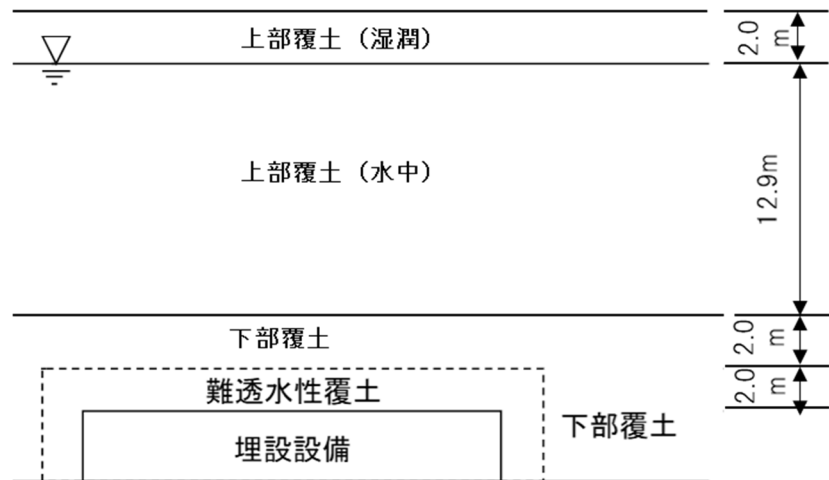 上部覆土（湿潤）
2.0
m
上部覆土（水中）
12.9m
下部覆土
2.0
m
難透水性覆土
2.0
m
下部覆土
埋設設備